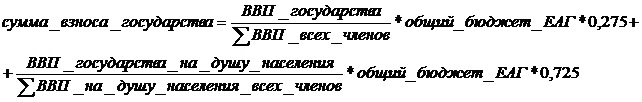 сумма_взноса_государства = ВВП_государства / ∑ВВП_всех_членов * общий_бюджет_ЕАГ * 0,275 +
+ ВВП_государства_на_душу_населения / ∑ВВП_на_душу_населения_всех_членов * общий_бюджет_ЕАГ * 0,725